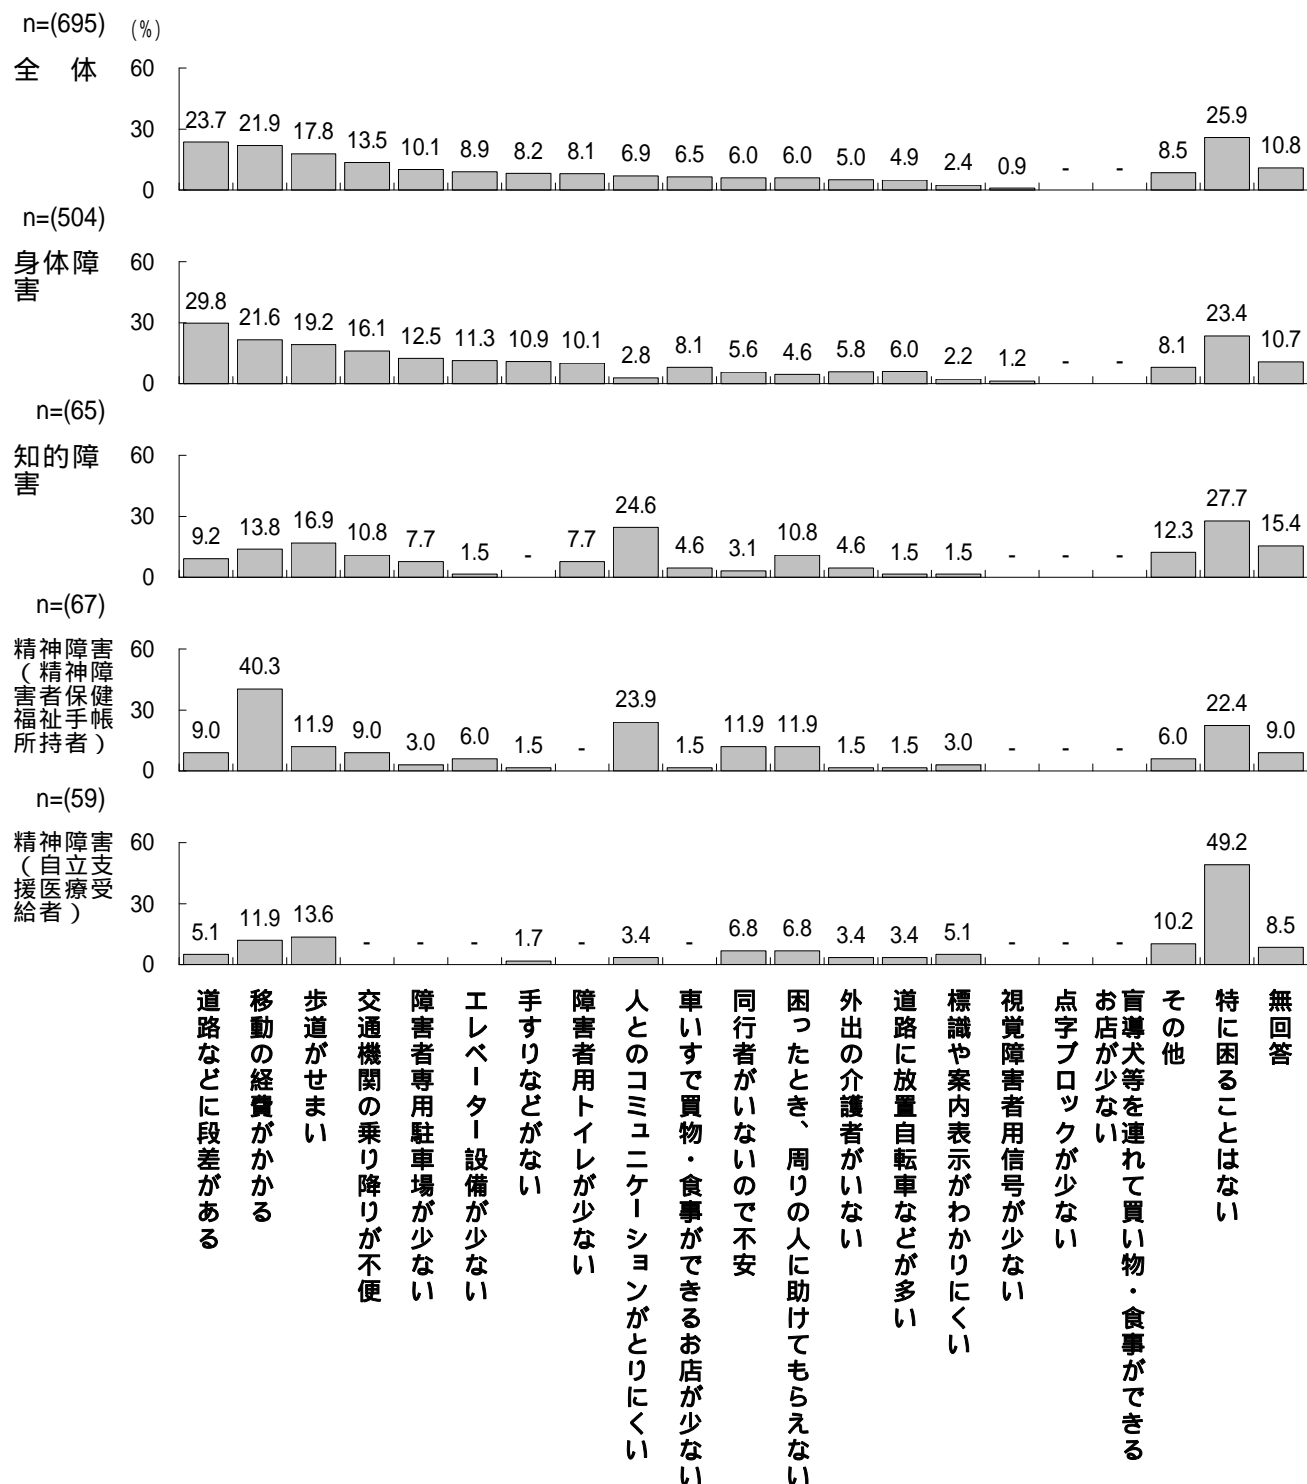 n=(695) (%)
全 体
60
30
0
23.7 21.9 17.8 13.5 10.1 8.9 8.2 8.1 6.9 6.5 6.0 6.0 5.0 4.9 2.4 0.9 - - 8.5 25.9 10.8
n=(504)
身体障
害
60
30
0
29.8 21.6 19.2 16.1 12.5 11.3 10.9 10.1 2.8 8.1 5.6 4.6 5.8 6.0 2.2 1.2 - - 8.1 23.4 10.7
n=(65)
知的障
害
60
30
0
9.2 13.8 16.9 10.8 7.7 1.5 - 7.7 24.6 4.6 3.1 10.8 4.6 1.5 1.5 - - - 12.3 27.7 15.4
n=(67)
精神障害
(精神障
害者保健
福祉手帳
所持者)
60
30
0
9.0 40.3 11.9 9.0 3.0 6.0 1.5 - 23.9 1.5 11.9 11.9 1.5 1.5 3.0 - - - 6.0 22.4 9.0
n=(59)
精神障害
(自立支
援医療受
給者)
60
30
0
5.1 11.9 13.6 - - - 1.7 - 3.4 - 6.8 6.8 3.4 3.4 5.1 - - - 10.2 49.2 8.5
道路などに段差がある
移動の経費がかかる
歩道がせまい
交通機関の乗り降りが不便
障害者専用駐車場が少ない
エレベーター設備が少ない
手すりなどがない
障害者用トイレが少ない
人とのコミュニケーションがとりにくい
車いすで買物・食事ができるお店が少ない
同行者がいないので不安
困ったとき、周りの人に助けてもらえない
外出の介護者がいない
道路に放置自転車などが多い
標識や案内表示がわかりにくい
視覚障害者用信号が少ない
点字ブロックが少ない
盲導犬等を連れて買い物・食事ができる
お店が少ない
その他
特に困ることはない
無回答